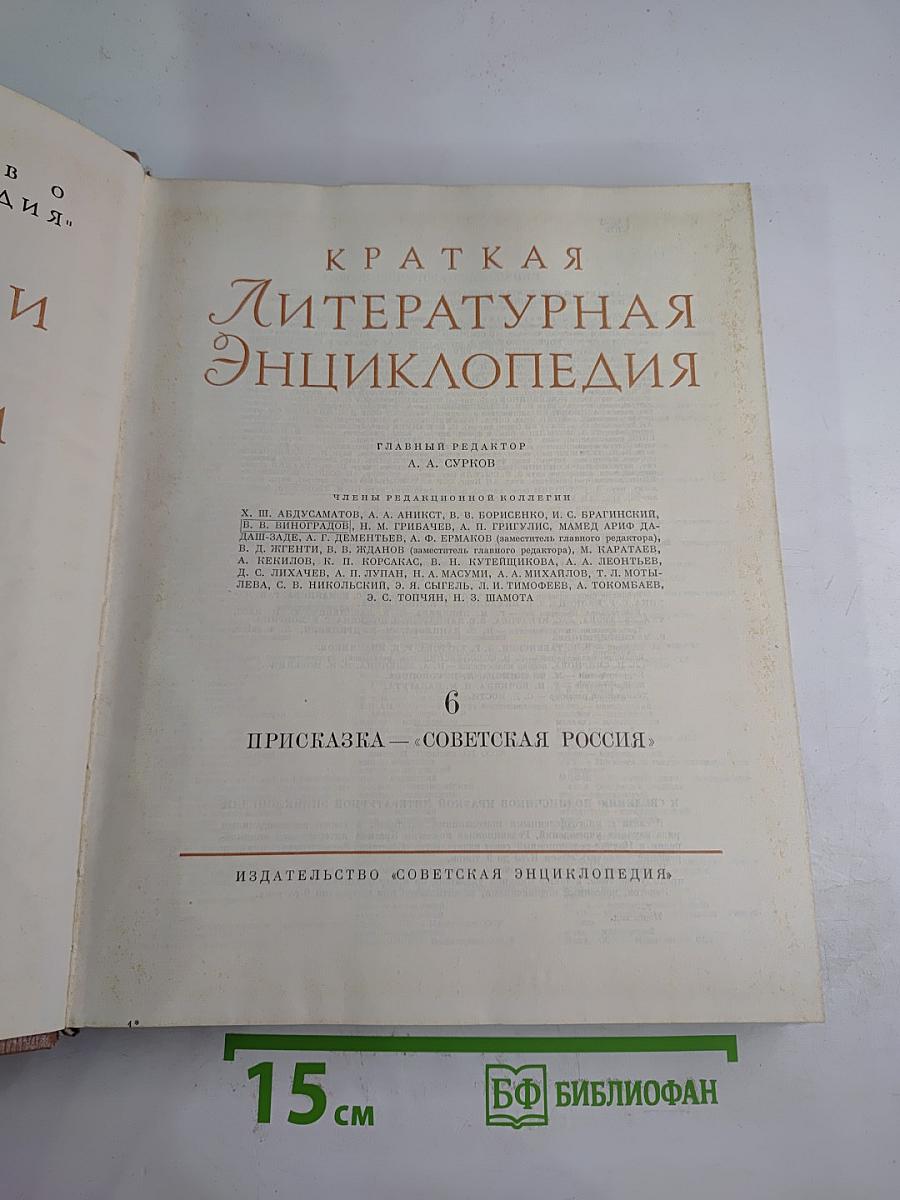 В О
ДИЯ"
И
КРАТКАЯ
ЛИТЕРАТУРНАЯ
ЭНЦИКЛОПЕДИЯ
ГЛАВНЫЙ РЕДАКТОР
А. А. СУРКОВ
ЧЛЕНЫ РЕДАКЦИОННОЙ КОЛЛЕГИИ
Х. Ш. АБДУСАМАТОВ, А. А. АНИКСТ, В. В. БОРИСЕНКО, И. С. БРАГИНСКИЙ,
В. В. ВИНОГРАДОВ, Н. М. ГРИБАЧЕВ, А. П. ГРИГУЛИС, МАМЕД АРИФ ДА-
ДАШ-ЗАДЕ, А. Г. ДЕМЕНТЬЕВ, А. Ф. ЕРМАКОВ (заместитель главного редактора),
В. Д. ЖГЕНТИ, В. В. ЖДАНОВ (заместитель главного редактора), М. КАРАТАЕВ,
А. КЕКИЛОВ, К. П. КОРСАКАС, В. Н. КУТЕЙЩИКОВА, А. А. ЛЕОНТЬЕВ,
Д. С. ЛИХАЧЕВ, А. П. ЛУПАН, Н. А. МАСУМИ, А. А. МИХАЙЛОВ, Т. Л. МОТЫ-
ЛЕВА, С. В. НИКОЛЬСКИЙ, Э. Я. СЫГЕЛЬ, Л. И. ТИМОФЕЕВ, А. ТОКОМБАЕВ,
Э. С. ТОПЧЯН, Н. З. ШАМОТА
6
ПРИСКАЗКА — «СОВЕТСКАЯ РОССИЯ»
ИЗДАТЕЛЬСТВО «СОВЕТСКАЯ ЭНЦИКЛОПЕДИЯ»
1*
15 см
БФ БИБЛИОФАН